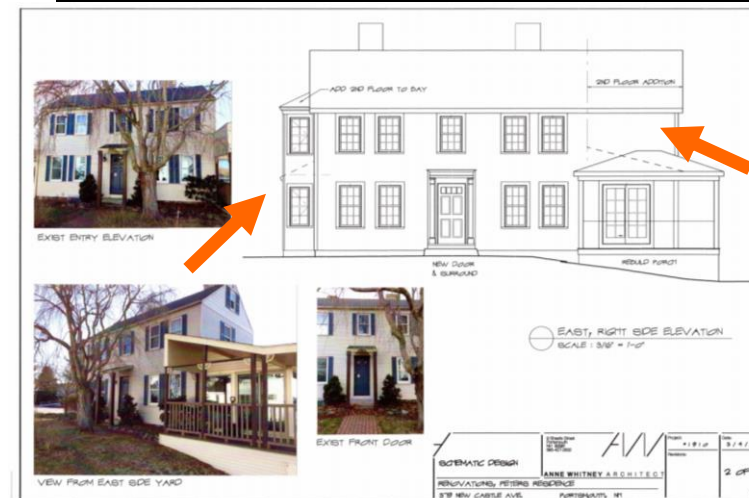 ADD 2ND FLOOR TO BAY
2ND FLOOR ADDITION
EXIST ENTRY ELEVATION
NEW DOOR
& SURROUND
REBUILD PORCH
EAST, RIGHT SIDE ELEVATION
SCALE : 3/16" = 1'-0"
VIEW FROM EAST SIDE YARD
EXIST FRONT DOOR
SCHEMATIC DESIGN
ANNE WHITNEY ARCHITECT
RENOVATIONS, PETERS RESIDENCE
NEW CASTLE AVE.
PORTSMOUTH, NH
2 OF